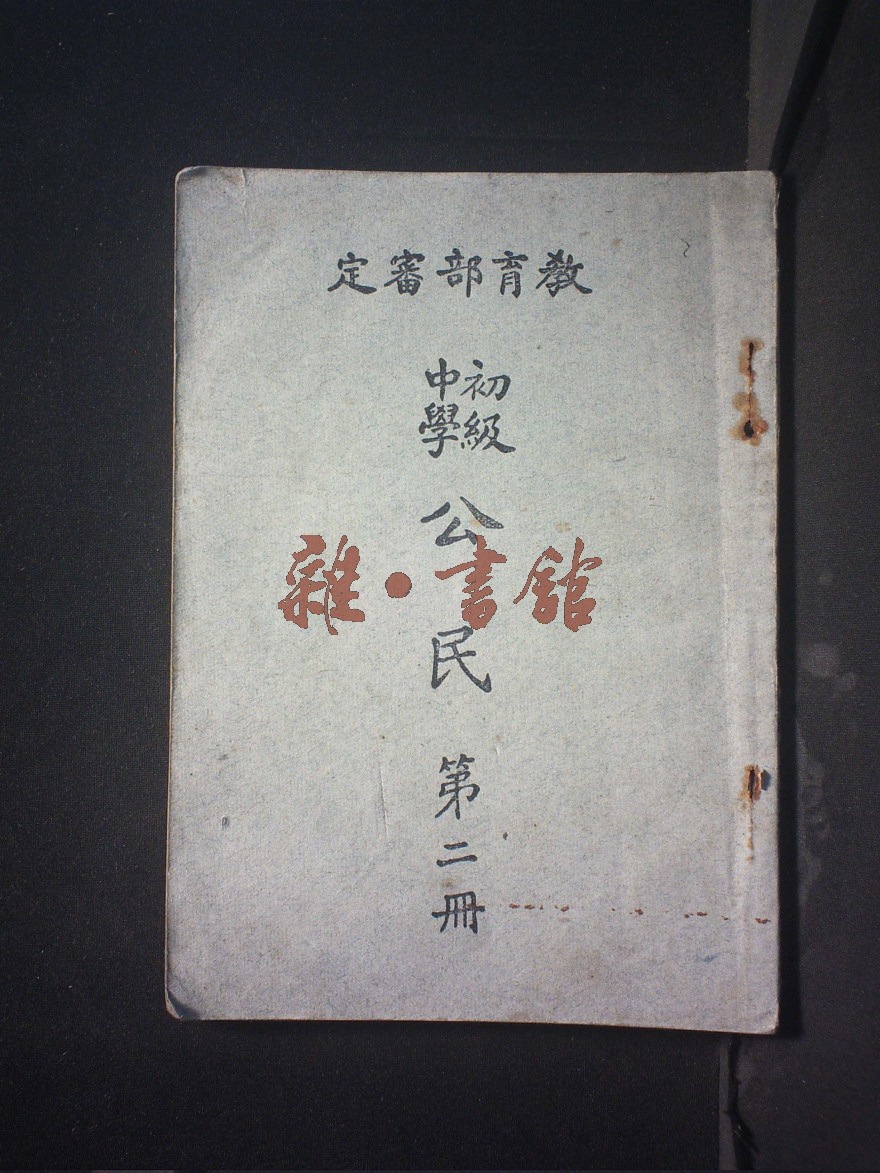 教育部審定
初級
中學
公民
第二冊
雜·書館